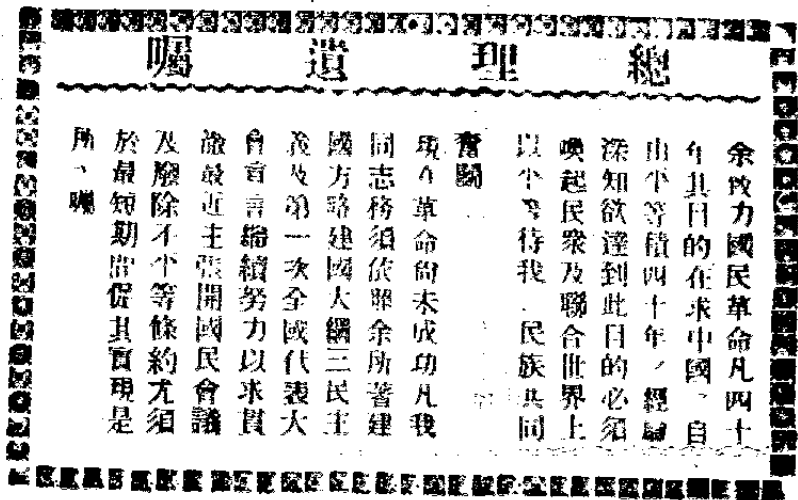 總理遺囑
余致力國民革命凡四十
年其目的在求中國自
由平等積四十年經驗
深知欲達到此目的必須
喚起民衆及聯合世界上
以平等待我民族共同
奮鬪
現在革命尚未成功凡我
同志務須依照余所著建
國方略建國大綱三民主
義及第一次全國代表大
會宣言繼續努力以求貫
徹最近主張開國民會議
及廢除不平等條約尤須
於最短期間促其實現是
所囑